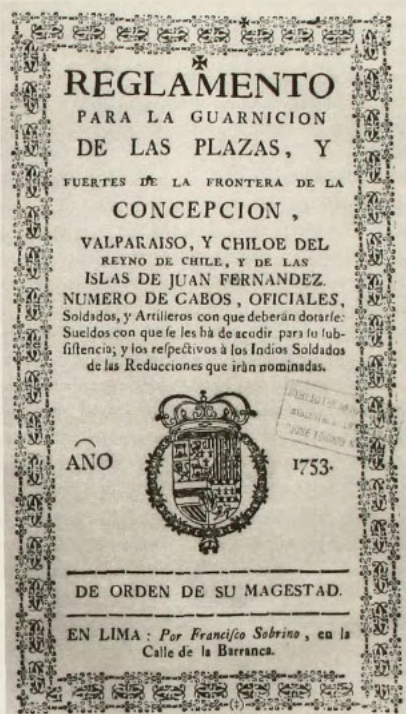 REGLAMENTO
PARA LA GUARNICION
DE LAS PLAZAS, Y
FUERTES DE LA FRONTERA DE LA
CONCEPCION,
VALPARAISO, Y CHILOE DEL
REYNO DE CHILE, Y DE LAS
ISLAS DE JUAN FERNANDEZ.
NUMERO DE CABOS, OFICIALES,
Soldados, y Artilleros con que deberán dotarſe:
Sueldos con que ſe les há de acudir para ſu ſub-
ſiſtencia; y los reſpectivos à los Indios Soldados
de las Reducciones que irán nominadas.
AÑO 1753.
DE ORDEN DE SU MAGESTAD.
EN LIMA: Por Franciſco Sobrino, en la
Calle de la Barranca.